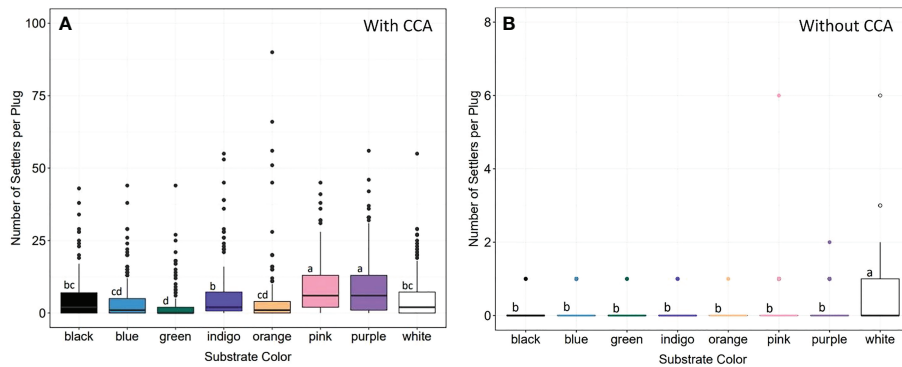 A
With CCA
Number of Settlers per Plug
100
75
50
25
0
bc
cd
d
b
cd
a
a
bc
black blue green indigo orange pink purple white
Substrate Color
B
Without CCA
Number of Settlers per Plug
8
6
4
2
0
b
b
b
b
b
b
b
a
black blue green indigo orange pink purple white
Substrate Color